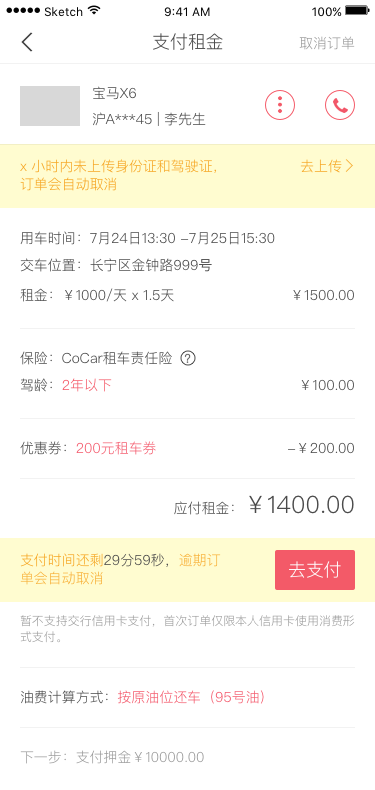 Sketch 9:41 AM 100%
支付租金 取消订单
宝马X6
沪A***45 | 李先生
x 小时内未上传身份证和驾驶证, 去上传
订单会自动取消
用车时间：7月24日13:30 -7月25日15:30
交车位置：长宁区金钟路999号
租金：￥1000/天 x 1.5天 ￥1500.00
保险：CoCar租车责任险 ?
驾龄：2年以下 ￥100.00
优惠券：200元租车券 -￥200.00
应付租金：￥1400.00
支付时间还剩29分59秒，逾期订
单会自动取消
去支付
暂不支持交行信用卡支付，首次订单仅限本人信用卡使用消费形
式支付。
油费计算方式：按原油位还车（95号油）
下一步：支付押金￥10000.00